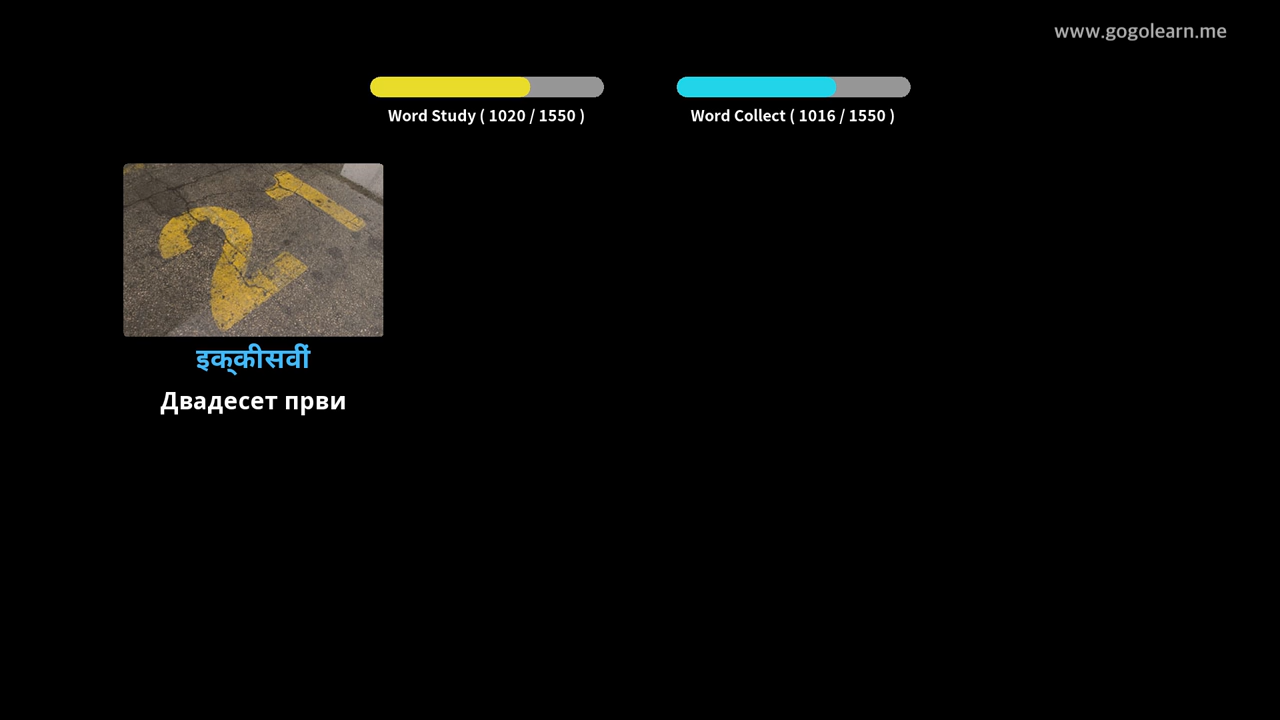 www.gogolearn.me
Word Study ( 1020 / 1550 )
Word Collect ( 1016 / 1550 )
21
इक्कीसवीं
Двадесет први